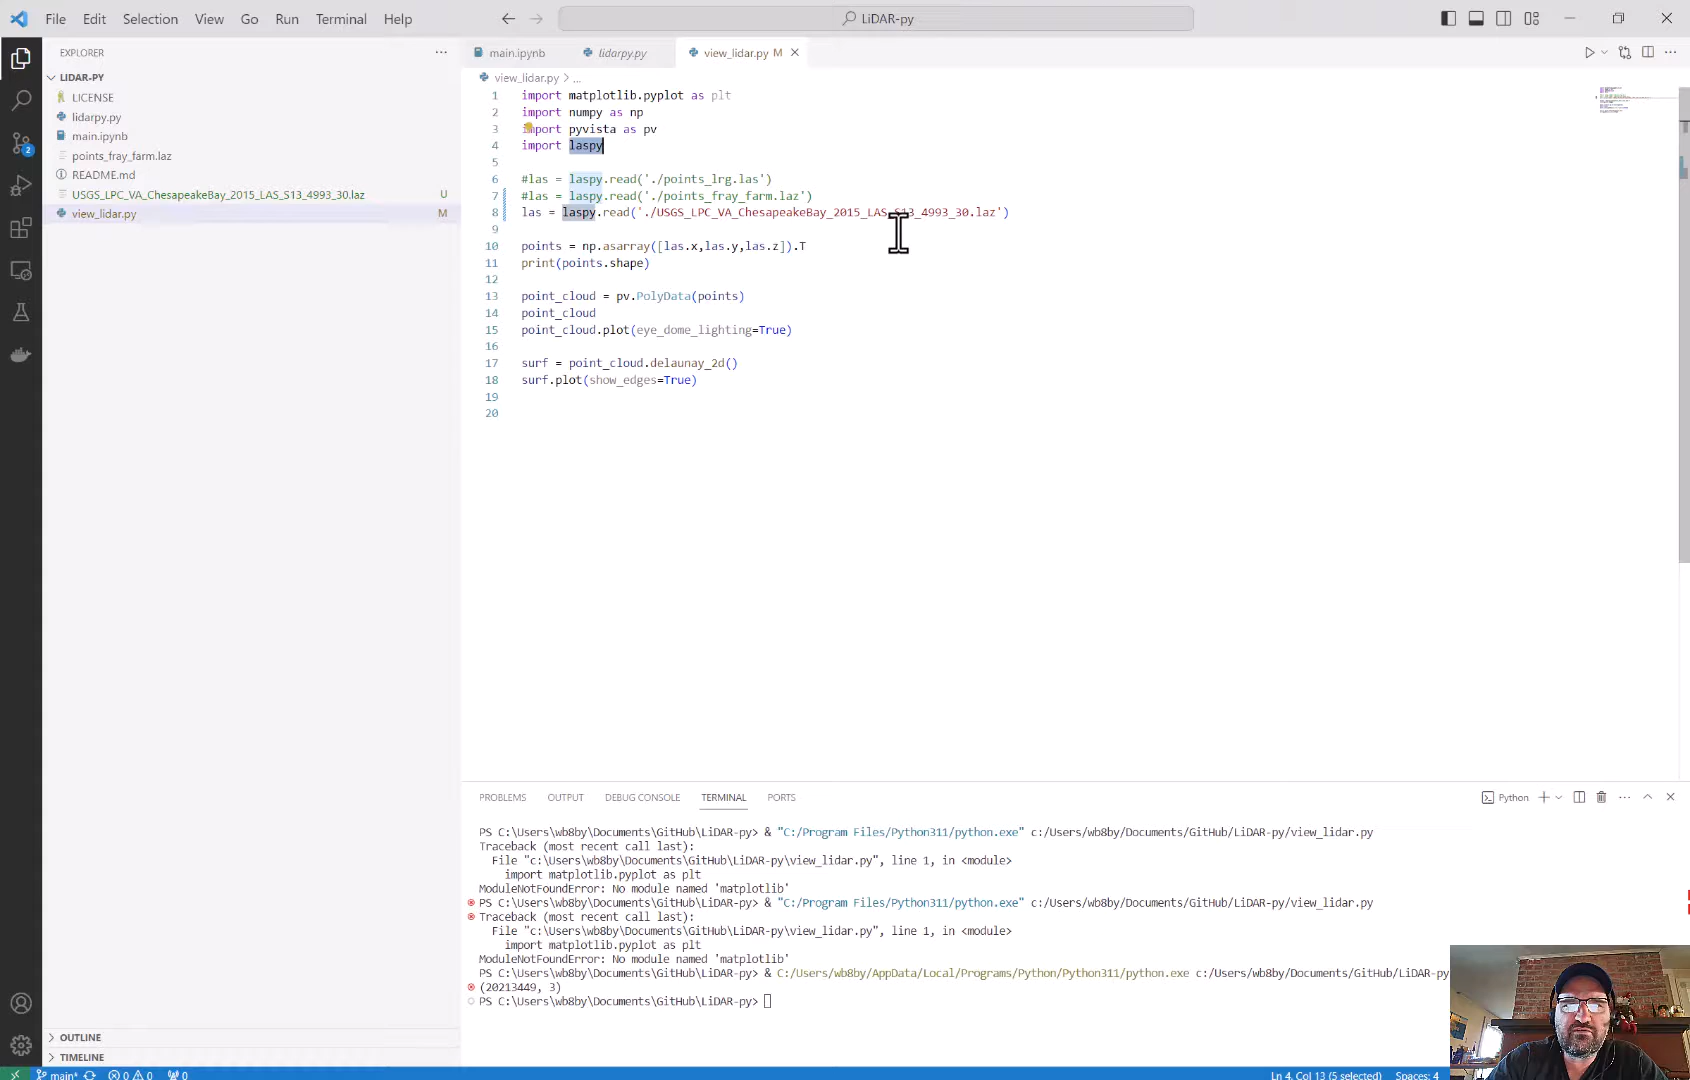 File Edit Selection View Go Run Terminal Help
LiDAR-py
EXPLORER
LIDAR-PY
LICENSE
lidarpy.py
main.ipynb
points_fray_farm.laz
README.md
USGS_LPC_VA_ChesapeakeBay_2015_LAS_S13_4993_30.laz U
view_lidar.py M
2
OUTLINE
TIMELINE
main.ipynb lidarpy.py view_lidar.py M
view_lidar.py > ...
1 import matplotlib.pyplot as plt
2 import numpy as np
3 import pyvista as pv
4 import laspy
5
6 #las = laspy.read('./points_lrg.las')
7 #las = laspy.read('./points_fray_farm.laz')
8 las = laspy.read('./USGS_LPC_VA_ChesapeakeBay_2015_LAS_S13_4993_30.laz')
9
10 points = np.asarray([las.x,las.y,las.z]).T
11 print(points.shape)
12
13 point_cloud = pv.PolyData(points)
14 point_cloud
15 point_cloud.plot(eye_dome_lighting=True)
16
17 surf = point_cloud.delaunay_2d()
18 surf.plot(show_edges=True)
19
20
PROBLEMS OUTPUT DEBUG CONSOLE TERMINAL PORTS
Python
PS C:\Users\wb8by\Documents\GitHub\LiDAR-py> & "C:/Program Files/Python311/python.exe" c:/Users/wb8by/Documents/GitHub/LiDAR-py/view_lidar.py
Traceback (most recent call last):
File "c:\Users\wb8by\Documents\GitHub\LiDAR-py\view_lidar.py", line 1, in <module>
import matplotlib.pyplot as plt
ModuleNotFoundError: No module named 'matplotlib'
PS C:\Users\wb8by\Documents\GitHub\LiDAR-py> & "C:/Program Files/Python311/python.exe" c:/Users/wb8by/Documents/GitHub/LiDAR-py/view_lidar.py
Traceback (most recent call last):
File "c:\Users\wb8by\Documents\GitHub\LiDAR-py\view_lidar.py", line 1, in <module>
import matplotlib.pyplot as plt
ModuleNotFoundError: No module named 'matplotlib'
PS C:\Users\wb8by\Documents\GitHub\LiDAR-py> & C:/Users/wb8by/AppData/Local/Programs/Python/Python311/python.exe c:/Users/wb8by/Documents/GitHub/LiDAR-py
(20213449, 3)
PS C:\Users\wb8by\Documents\GitHub\LiDAR-py>
main* 0 0 0 Ln 4, Col 13 (5 selected) Spaces: 4